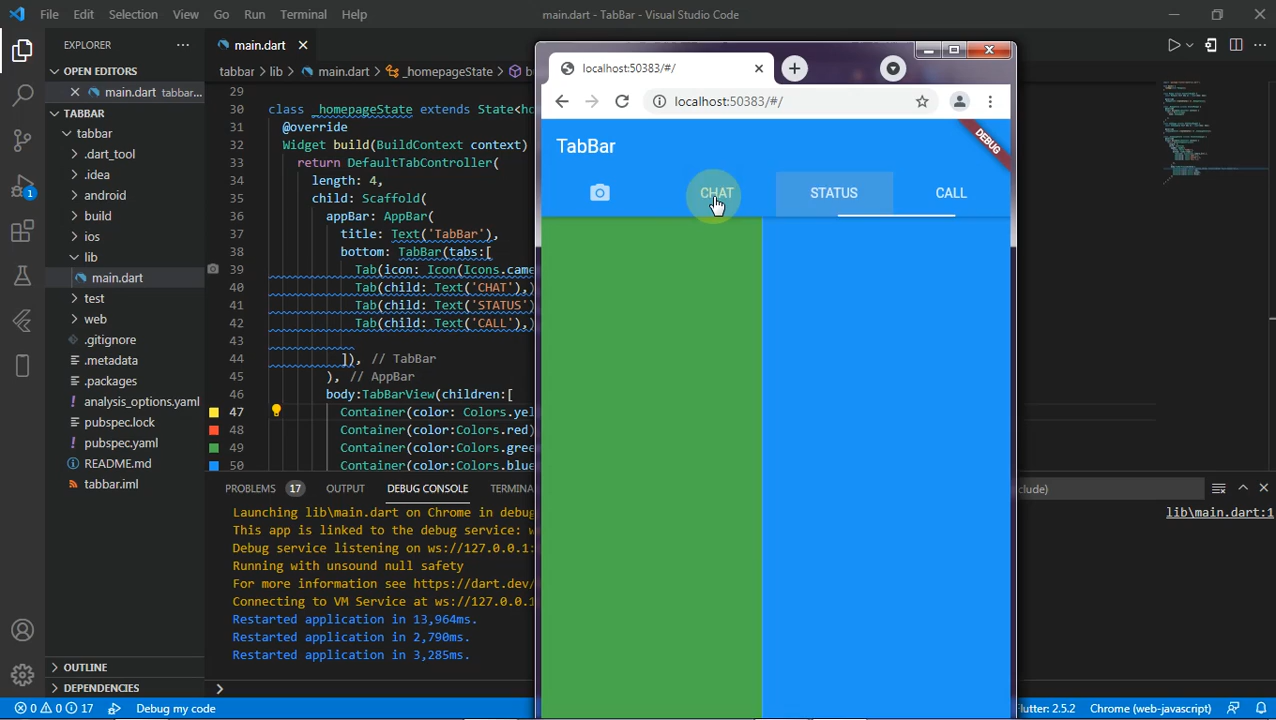 File Edit Selection View Go Run Terminal Help
main.dart - TabBar - Visual Studio Code
EXPLORER
OPEN EDITORS
main.dart tabbar...
TABBAR
tabbar
.dart_tool
.idea
android
build
ios
lib
main.dart
test
web
.gitignore
.metadata
.packages
analysis_options.yaml
pubspec.lock
pubspec.yaml
README.md
tabbar.iml
OUTLINE
DEPENDENCIES
main.dart
tabbar > lib > main.dart > _homepageState >
29
30 class _homepageState extends State<ho
31 @override
32 Widget build(BuildContext context)
33 return DefaultTabController(
34 length: 4,
35 child: Scaffold(
36 appBar: AppBar(
37 title: Text('TabBar'),
38 bottom: TabBar(tabs:[
39 Tab(icon: Icon(Icons.came
40 Tab(child: Text('CHAT'),)
41 Tab(child: Text('STATUS')
42 Tab(child: Text('CALL'),)
43
44 ]), // TabBar
45 ), // AppBar
46 body:TabBarView(children:[
47 Container(color: Colors.yel
48 Container(color:Colors.red)
49 Container(color:Colors.gree
50 Container(color:Colors.blue
PROBLEMS 17 OUTPUT DEBUG CONSOLE TERMINA
clude)
Launching lib\main.dart on Chrome in debug
lib\main.dart:1
This app is linked to the debug service: w
Debug service listening on ws://127.0.0.1:
Running with unsound null safety
For more information see https://dart.dev/
Connecting to VM Service at ws://127.0.0.1
Restarted application in 13,964ms.
Restarted application in 2,790ms.
Restarted application in 3,285ms.
localhost:50383/#/
localhost:50383/#/
TabBar
DEBUG
CHAT STATUS CALL
1
0 0 17 Debug my code
Flutter: 2.5.2 Chrome (web-javascript)